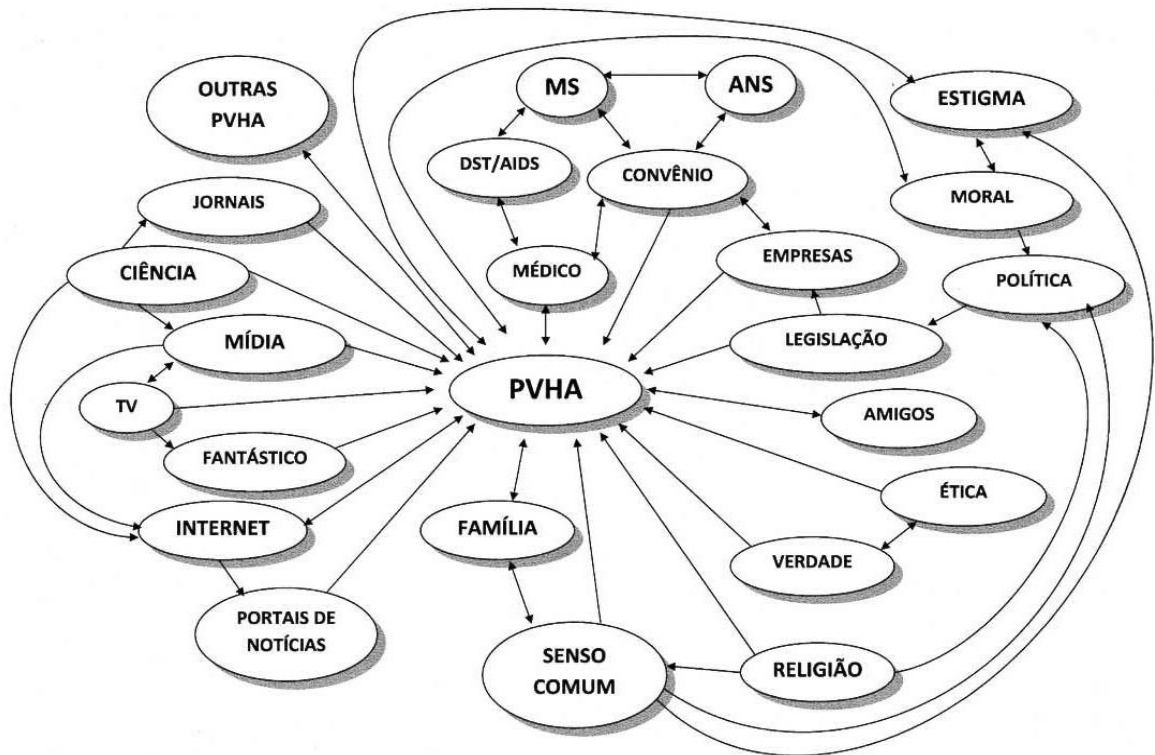 OUTRAS
PVHA
MS
ANS
ESTIGMA
DST/AIDS
CONVÊNIO
JORNAIS
MORAL
CIÊNCIA
MÉDICO
EMPRESAS
POLÍTICA
MÍDIA
LEGISLAÇÃO
PVHA
TV
AMIGOS
FANTÁSTICO
ÉTICA
INTERNET
FAMÍLIA
VERDADE
PORTAIS DE
NOTÍCIAS
SENSO
COMUM
RELIGIÃO